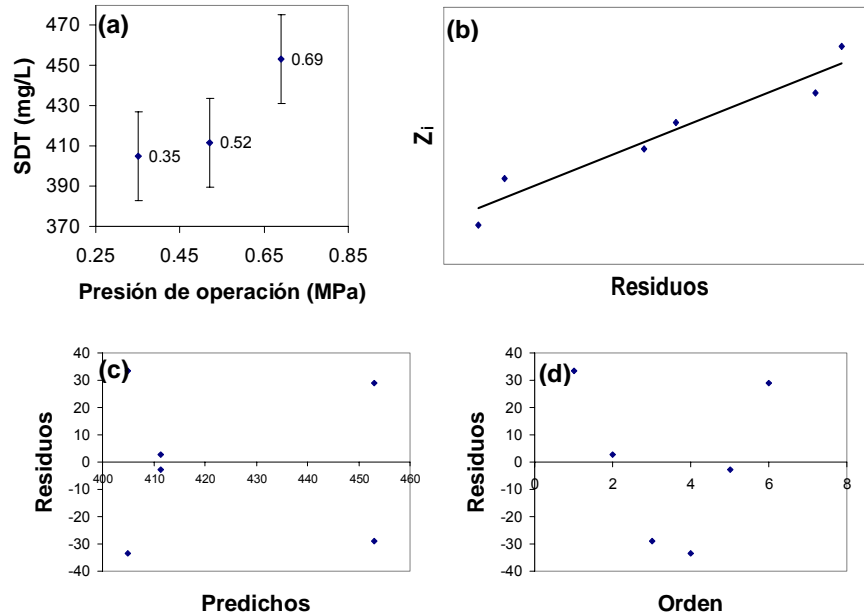 (a)
SDT (mg/L)
470
450
430
410
390
370
0.69
0.52
0.35
0.25 0.45 0.65 0.85
Presión de operación (MPa)
(b)
Zi
Residuos
(c)
Residuos
40
30
20
10
0
-10
-20
-30
-40
400 410 420 430 440 450 460
Predichos
(d)
Residuos
40
30
20
10
0
-10
-20
-30
-40
0 2 4 6 8
Orden